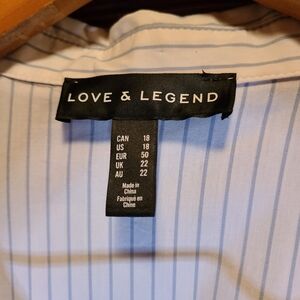 LOVE & LEGEND
CAN 18
US 18
EUR 50
UK 22
AU 22
Made in
China
Fabriqué en
Chine